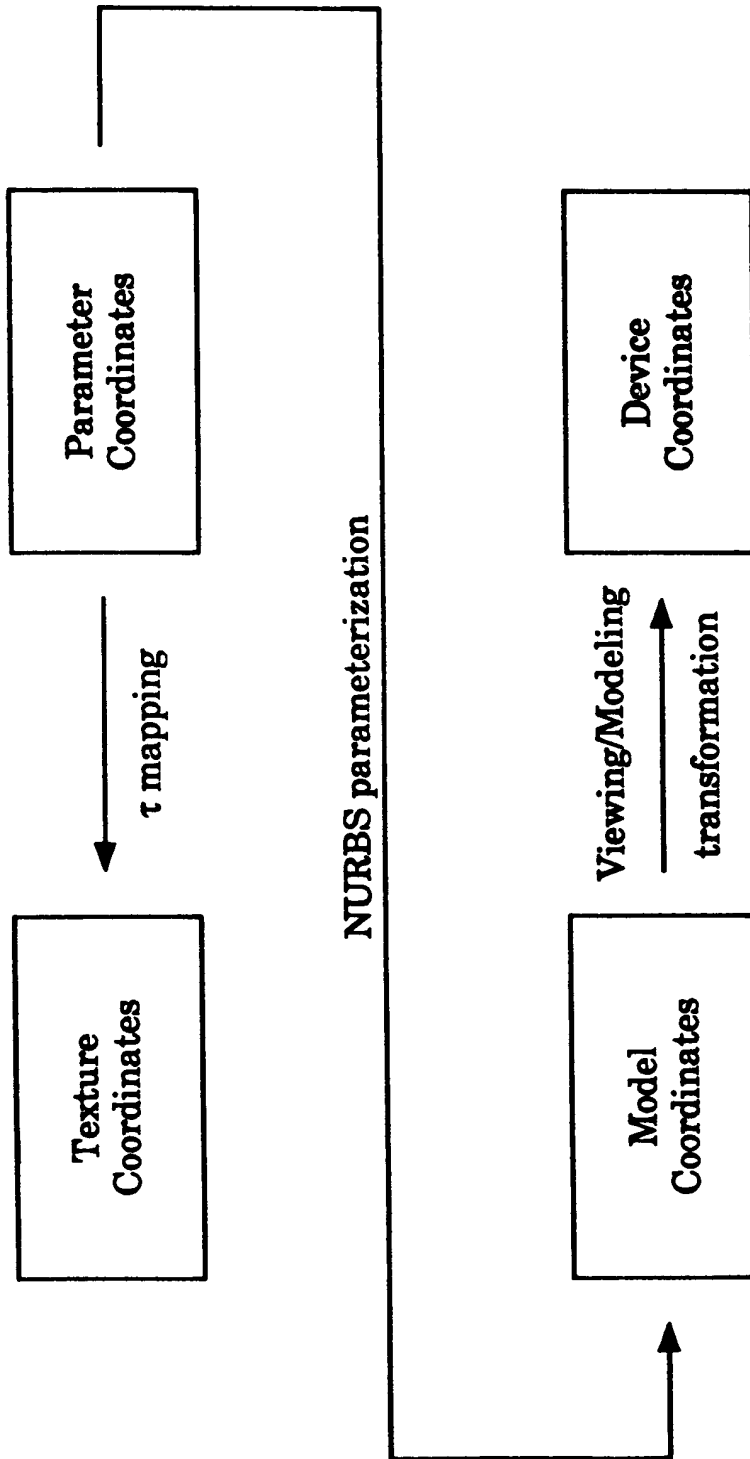 Texture
Coordinates
τ mapping
Parameter
Coordinates
NURBS parameterization
Model
Coordinates
Viewing/Modeling
transformation
Device
Coordinates